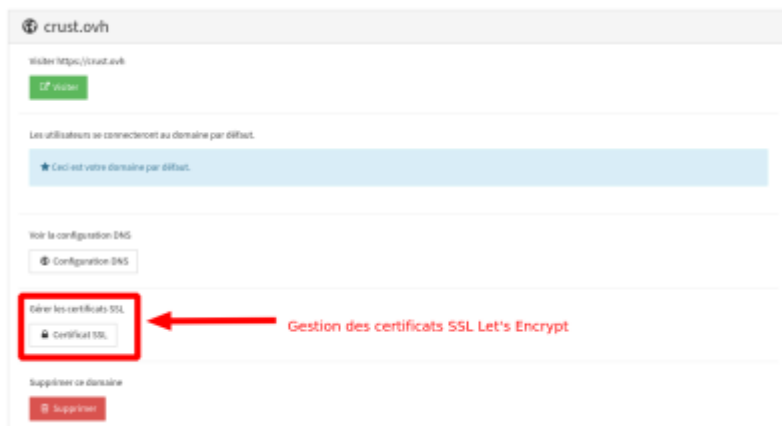 crust.ovh
Visiter https://crust.ovh
Visiter
Les utilisateurs se connecteront au domaine par défaut.
Ceci est votre domaine par défaut.
Voir la configuration DNS
Configuration DNS
Gérer les certificats SSL
Certificat SSL
Gestion des certificats SSL Let's Encrypt
Supprimer ce domaine
Supprimer